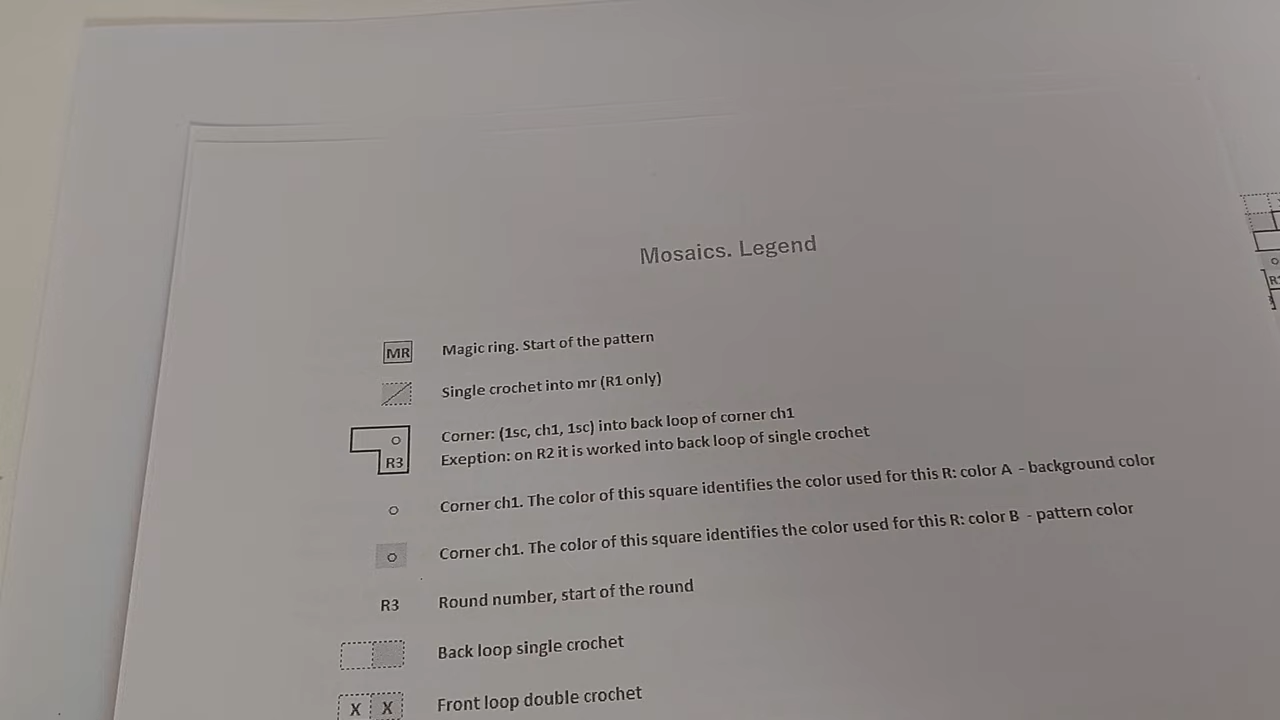 Mosaics. Legend
MR Magic ring. Start of the pattern
Single crochet into mr (R1 only)
Corner: (1sc, ch1, 1sc) into back loop of corner ch1
R3 Exeption: on R2 it is worked into back loop of single crochet
Corner ch1. The color of this square identifies the color used for this R: color A - background color
Corner ch1. The color of this square identifies the color used for this R: color B - pattern color
R3 Round number, start of the round
Back loop single crochet
X X Front loop double crochet